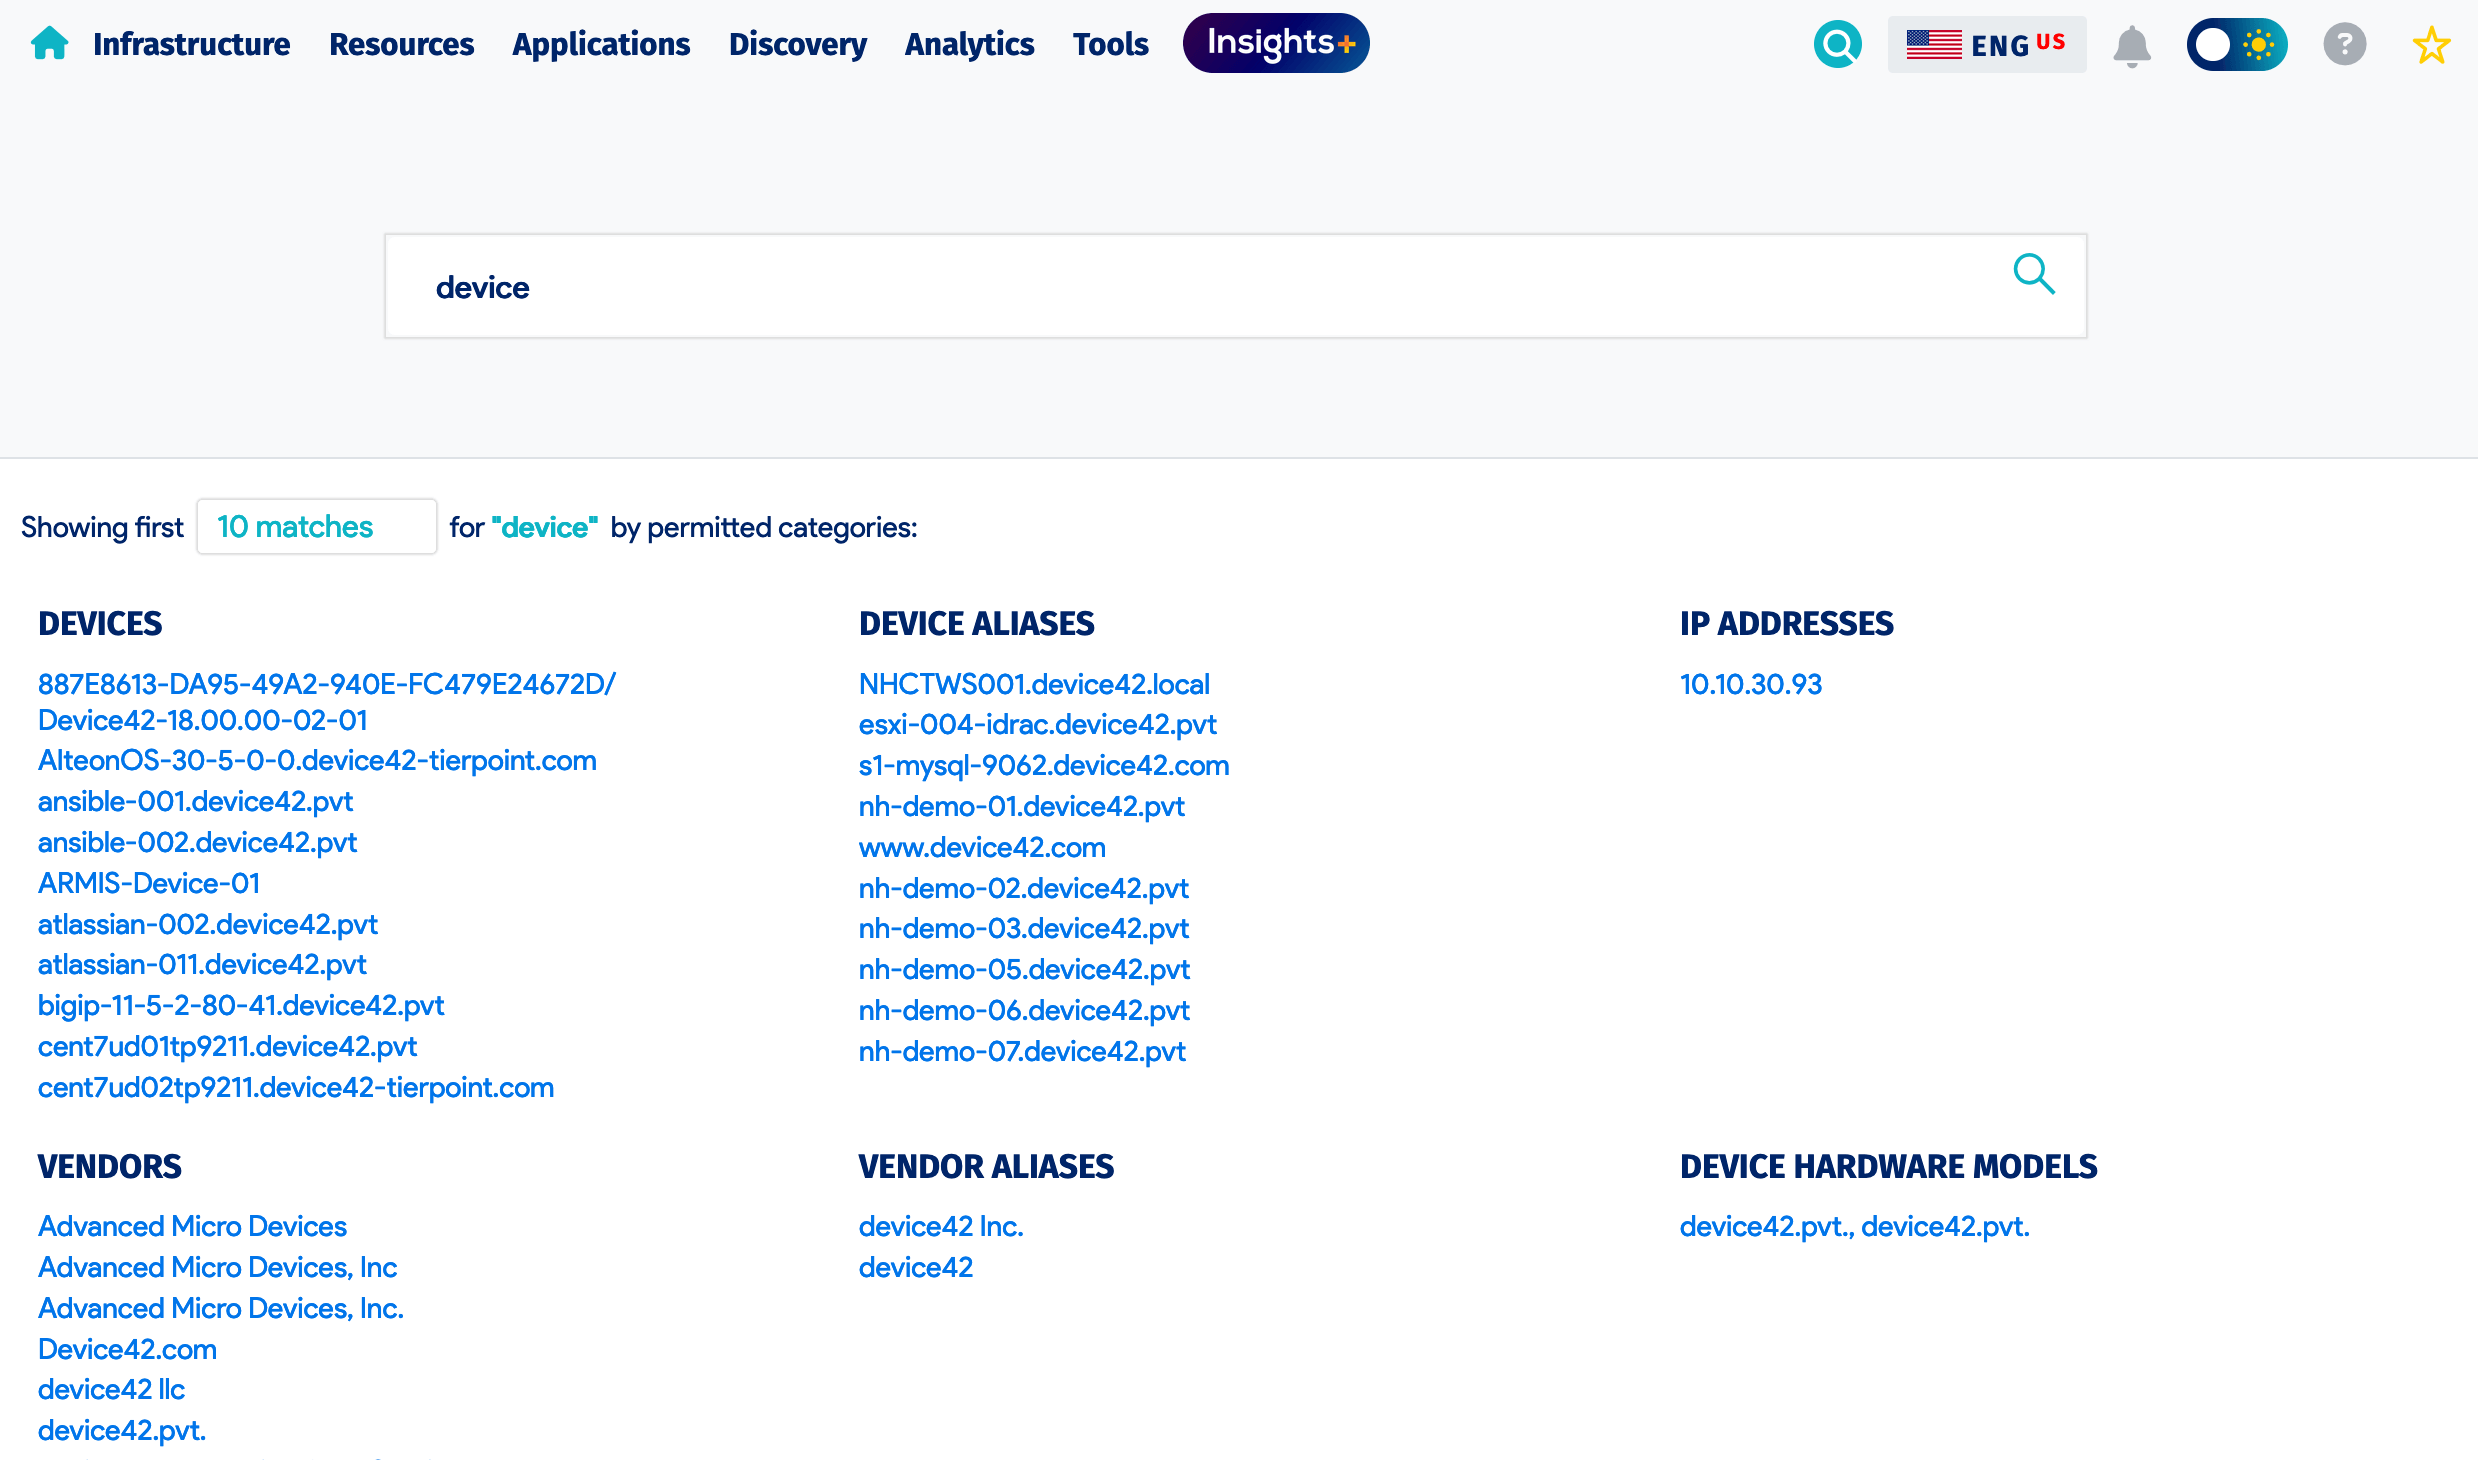 Infrastructure Resources Applications Discovery Analytics Tools Insights+ ENG US ?
device
Showing first 10 matches for "device" by permitted categories:
DEVICES
887E8613-DA95-49A2-940E-FC479E24672D/
Device42-18.00.00-02-01
AlteonOS-30-5-0-0.device42-tierpoint.com
ansible-001.device42.pvt
ansible-002.device42.pvt
ARMIS-Device-01
atlassian-002.device42.pvt
atlassian-011.device42.pvt
bigip-11-5-2-80-41.device42.pvt
cent7ud01tp9211.device42.pvt
cent7ud02tp9211.device42-tierpoint.com
DEVICE ALIASES
NHCTWS001.device42.local
esxi-004-idrac.device42.pvt
s1-mysql-9062.device42.com
nh-demo-01.device42.pvt
www.device42.com
nh-demo-02.device42.pvt
nh-demo-03.device42.pvt
nh-demo-05.device42.pvt
nh-demo-06.device42.pvt
nh-demo-07.device42.pvt
IP ADDRESSES
10.10.30.93
VENDORS
Advanced Micro Devices
Advanced Micro Devices, Inc
Advanced Micro Devices, Inc.
Device42.com
device42 llc
device42.pvt.
VENDOR ALIASES
device42 Inc.
device42
DEVICE HARDWARE MODELS
device42.pvt., device42.pvt.